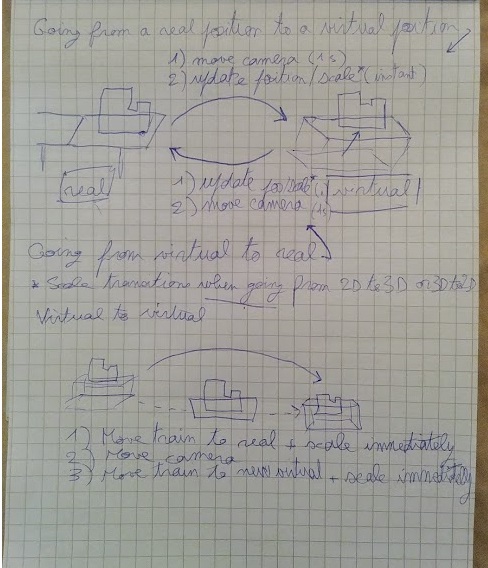 Going from a real position to a virtual position
1) move camera (1s)
2) update position/scale* (instant)
real
1) update pos/scale* (i)
virtual
2) move camera (1s)
Going from virtual to real
* Scale transitions when going from 2D to 3D or 3D to 2D
Virtual to virtual
1) Move train to real + scale immediately
2) Move camera
3) Move train to new virtual + scale immediately